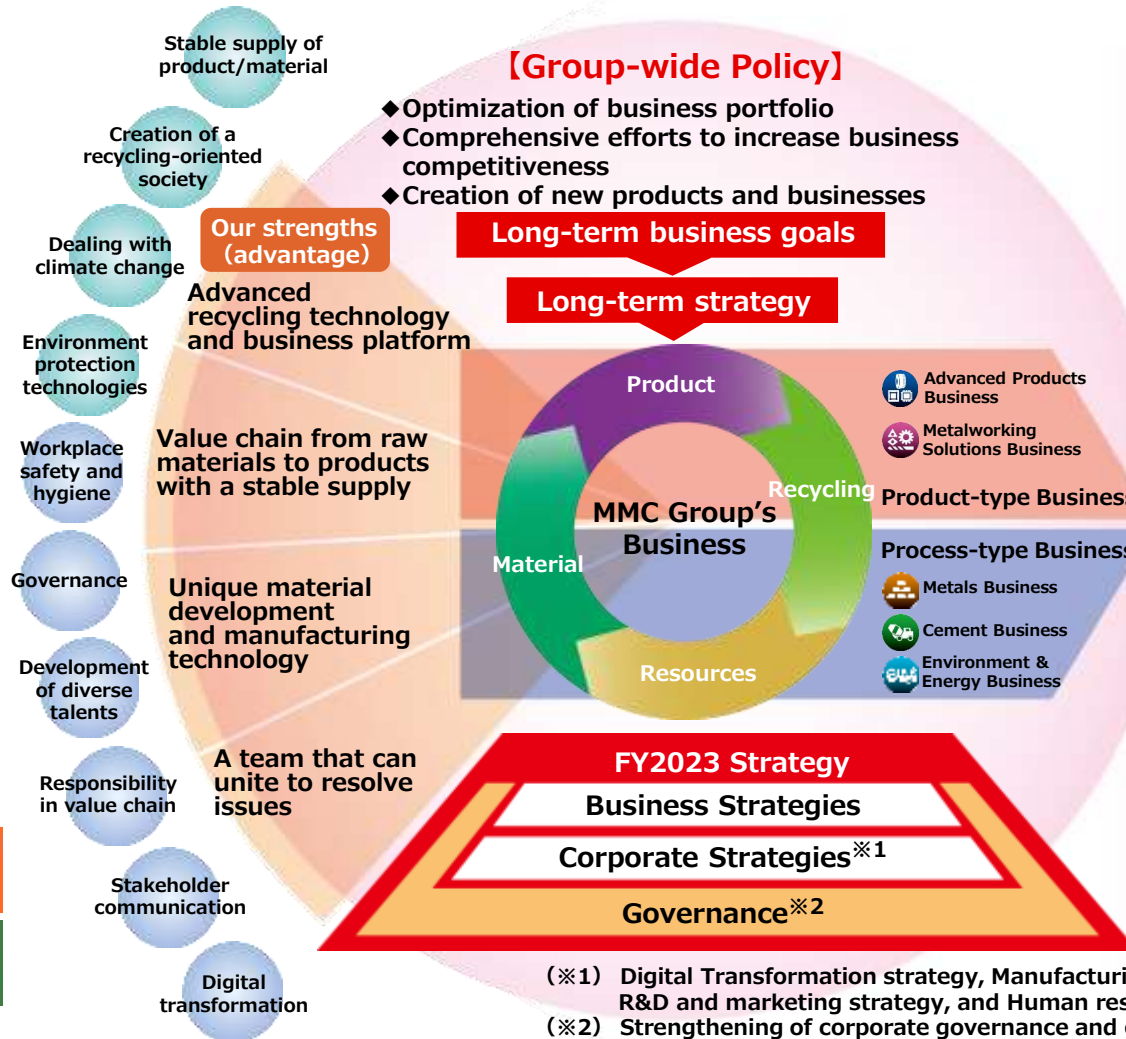 Stable supply of
product/material
Creation of a
recycling-oriented
society
Dealing with
climate change
Environment
protection
technologies
Workplace
safety and
hygiene
Governance
Development
of diverse
talents
Responsibility
in value chain
Stakeholder
communication
Digital
transformation
Our strengths
（advantage）
Advanced
recycling technology
and business platform
Value chain from raw
materials to products
with a stable supply
Unique material
development
and manufacturing
technology
A team that can
unite to resolve
issues
【Group-wide Policy】
◆Optimization of business portfolio
◆Comprehensive efforts to increase business
competitiveness
◆Creation of new products and businesses
Long-term business goals
Long-term strategy
Product
Recycling
Resources
Material
MMC Group’s
Business
Advanced Products
Business
Metalworking
Solutions Business
Product-type Business
Process-type Business
Metals Business
Cement Business
Environment &
Energy Business
FY2023 Strategy
Business Strategies
Corporate Strategies※1
Governance※2
（※1） Digital Transformation strategy,
R&D and marketing strategy, and Human
（※2） Strengthening of corporate governance and